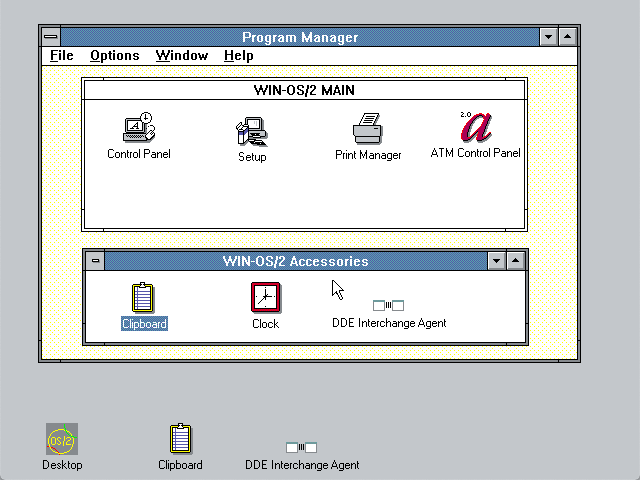 Program Manager
File Options Window Help
WIN-OS/2 MAIN
2.0
a
Control Panel
Setup
Print Manager
ATM Control Panel
WIN-OS/2 Accessories
Clipboard
Clock
DDE Interchange Agent
OS/2
Desktop
Clipboard
DDE Interchange Agent